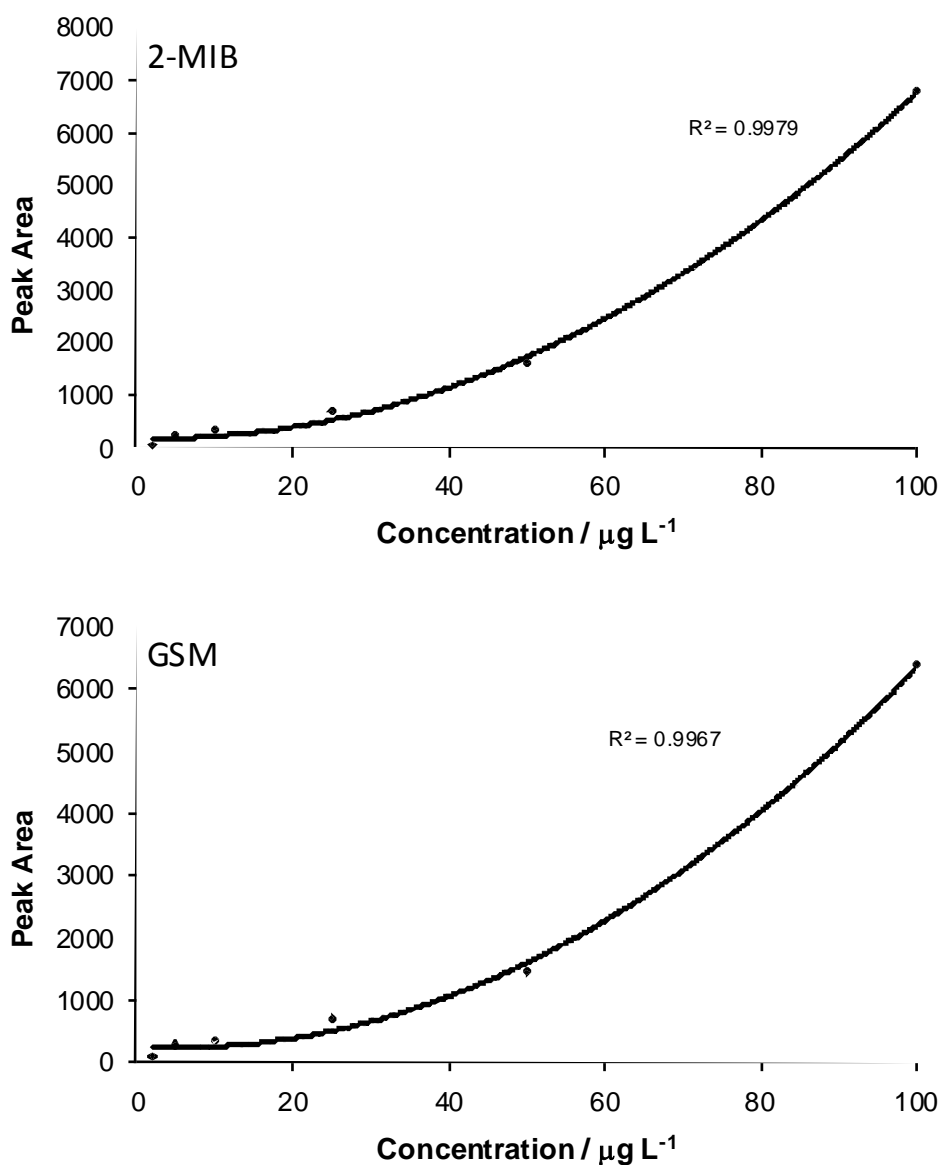 8000
2-MIB
7000
R² = 0.9979
6000
5000
4000
3000
2000
1000
0
Peak Area
0 20 40 60 80 100
Concentration / μg L⁻¹
7000
GSM
6000
R² = 0.9967
5000
4000
3000
2000
1000
0
Peak Area
0 20 40 60 80 100
Concentration / μg L⁻¹